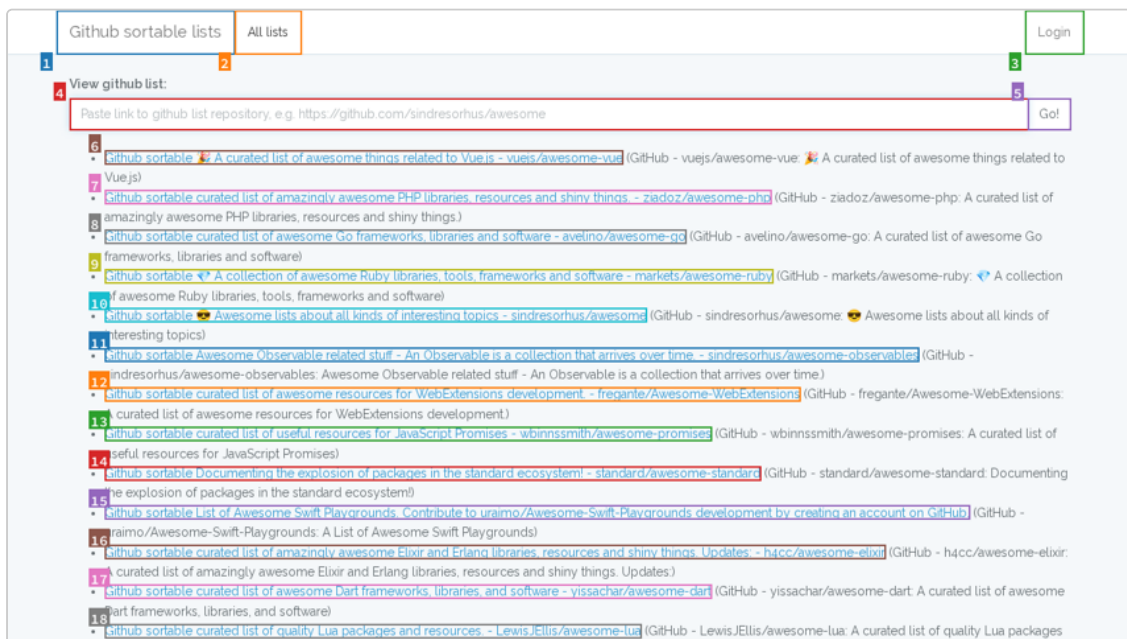 Github sortable lists
All lists
Login
1
2
3
View github list:
4
5
Paste link to github list repository, e.g. https://github.com/sindresorhus/awesome
Go!
6
Github sortable 🎉 A curated list of awesome things related to Vue.js - vuejs/awesome-vue (GitHub - vuejs/awesome-vue: 🎉 A curated list of awesome things related to
Vue.js)
7
Github sortable curated list of amazingly awesome PHP libraries, resources and shiny things. - ziadoz/awesome-php (GitHub - ziadoz/awesome-php: A curated list of
amazingly awesome PHP libraries, resources and shiny things.)
8
Github sortable curated list of awesome Go frameworks, libraries and software - avelino/awesome-go (GitHub - avelino/awesome-go: A curated list of awesome Go
frameworks, libraries and software)
9
Github sortable 💎 A collection of awesome Ruby libraries, tools, frameworks and software - markets/awesome-ruby (GitHub - markets/awesome-ruby: 💎 A collection
of awesome Ruby libraries, tools, frameworks and software)
10
Github sortable 😎 Awesome lists about all kinds of interesting topics - sindresorhus/awesome (GitHub - sindresorhus/awesome: 😎 Awesome lists about all kinds of
interesting topics)
11
Github sortable Awesome Observable related stuff - An Observable is a collection that arrives over time. - sindresorhus/awesome-observables (GitHub -
sindresorhus/awesome-observables: Awesome Observable related stuff - An Observable is a collection that arrives over time.)
12
Github sortable curated list of awesome resources for WebExtensions development. - fregante/Awesome-WebExtensions (GitHub - fregante/Awesome-WebExtensions:
A curated list of awesome resources for WebExtensions development.)
13
Github sortable curated list of useful resources for JavaScript Promises - wbinnssmith/awesome-promises (GitHub - wbinnssmith/awesome-promises: A curated list of
useful resources for JavaScript Promises)
14
Github sortable Documenting the explosion of packages in the standard ecosystem! - standard/awesome-standard (GitHub - standard/awesome-standard: Documenting
the explosion of packages in the standard ecosystem!)
15
Github sortable List of Awesome Swift Playgrounds. Contribute to uraimo/Awesome-Swift-Playgrounds development by creating an account on GitHub. (GitHub -
uraimo/Awesome-Swift-Playgrounds: A List of Awesome Swift Playgrounds)
16
Github sortable curated list of amazingly awesome Elixir and Erlang libraries, resources and shiny things. Updates: - h4cc/awesome-elixir (GitHub - h4cc/awesome-elixir:
A curated list of amazingly awesome Elixir and Erlang libraries, resources and shiny things. Updates:)
17
Github sortable curated list of awesome Dart frameworks, libraries, and software - yissachar/awesome-dart (GitHub - yissachar/awesome-dart: A curated list of awesome
Dart frameworks, libraries, and software)
18
Github sortable curated list of quality Lua packages and resources. - LewisJEllis/awesome-lua (GitHub - LewisJEllis/awesome-lua: A curated list of quality Lua packages